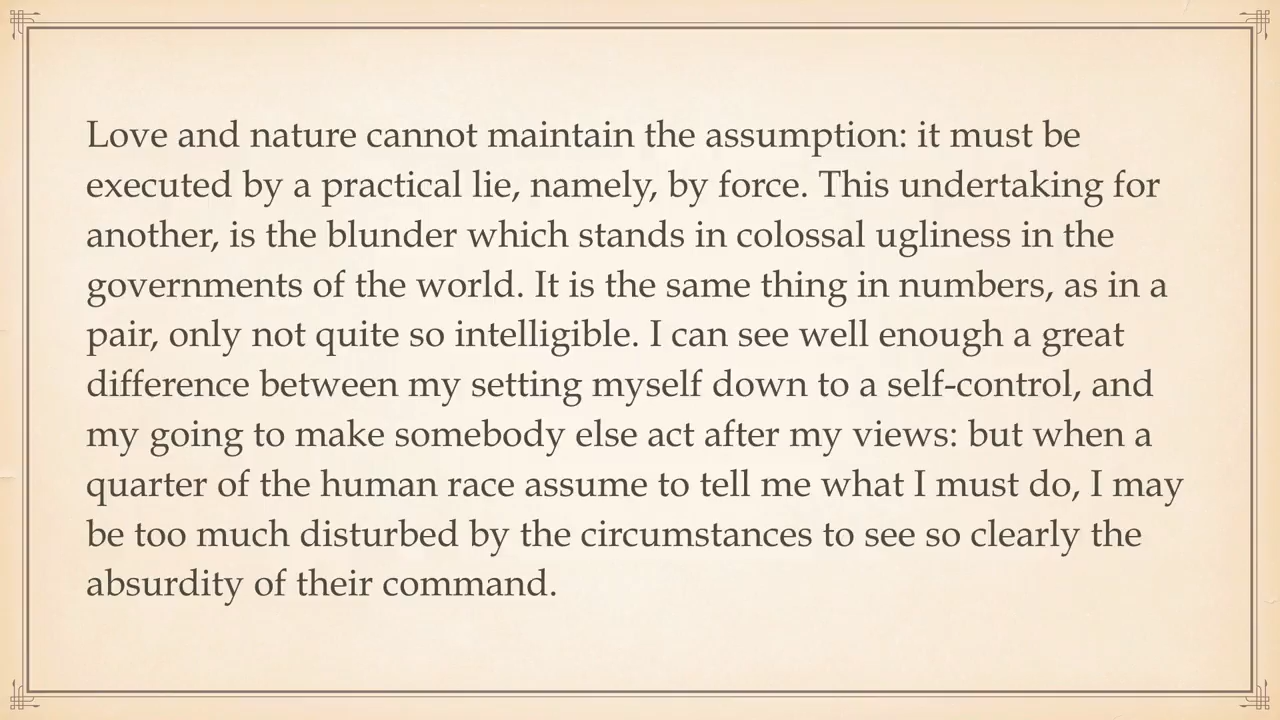 Love and nature cannot maintain the assumption: it must be
executed by a practical lie, namely, by force. This undertaking for
another, is the blunder which stands in colossal ugliness in the
governments of the world. It is the same thing in numbers, as in a
pair, only not quite so intelligible. I can see well enough a great
difference between my setting myself down to a self-control, and
my going to make somebody else act after my views: but when a
quarter of the human race assume to tell me what I must do, I may
be too much disturbed by the circumstances to see so clearly the
absurdity of their command.